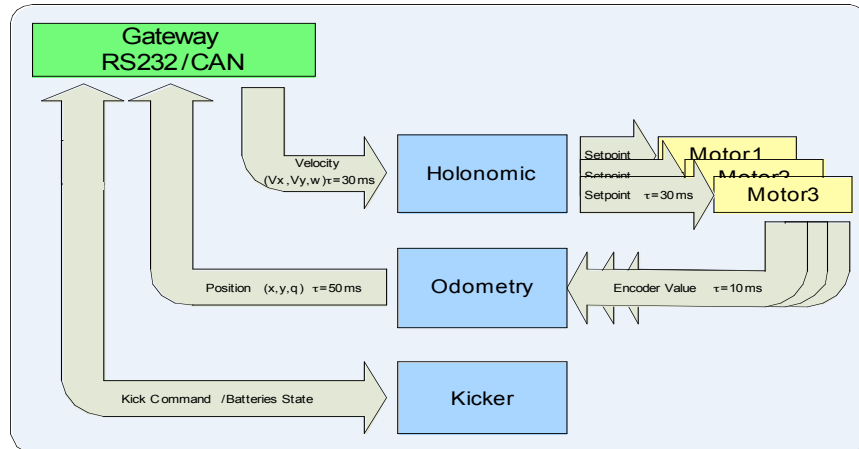 Gateway
RS232/CAN
Velocity
(Vx,Vy,w) τ=30ms
Holonomic
Setpoint
Motor1
Setpoint
Motor2
Setpoint τ=30ms
Motor3
Position (x,y,q) τ=50ms
Odometry
Encoder Value τ=10ms
Kick Command /Batteries State
Kicker